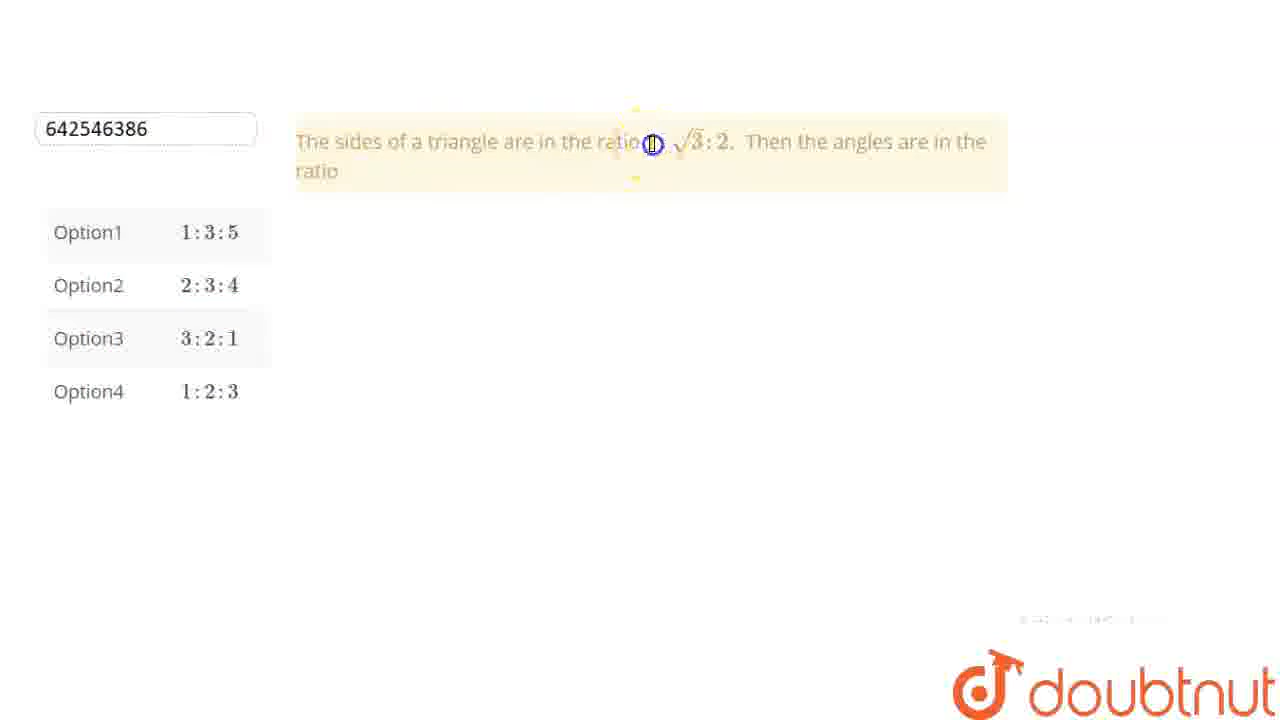 642546386
The sides of a triangle are in the ratio √3 : 2. Then the angles are in the
ratio
Option1 1 : 3 : 5
Option2 2 : 3 : 4
Option3 3 : 2 : 1
Option4 1 : 2 : 3
doubtnut